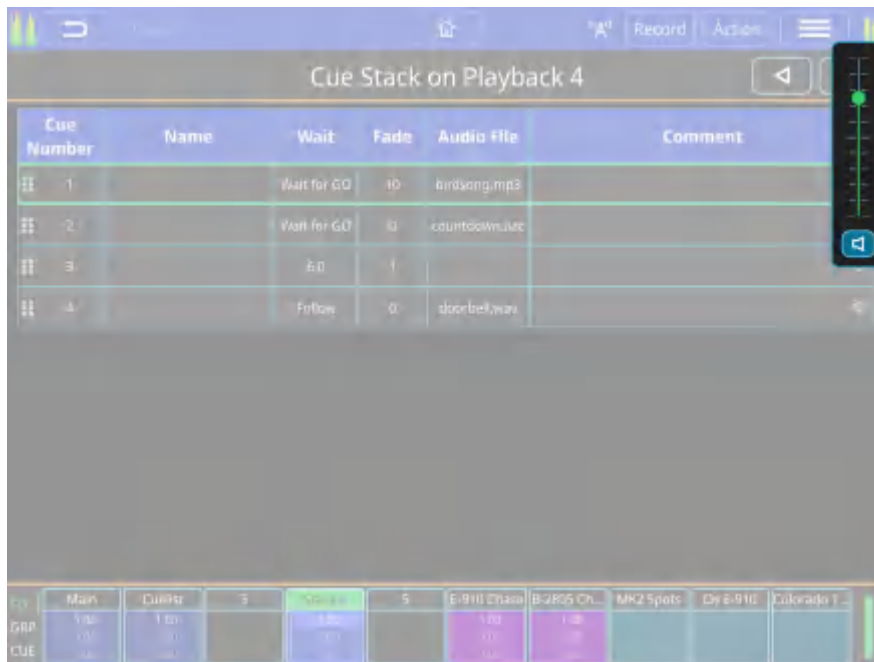 Record Action
Cue Stack on Playback 4
Cue Number Name Wait Fade Audio File Comment
1 Wait for GO 10 birdsong.mp3
2 Wait for GO 0
3 6.0 1
4 Follow 0 doorbell.wav
Main Cuelist 3 5 E-910 Chase B-2805 Ch... MK2 Spots Colorado 1...
GRP
CUE